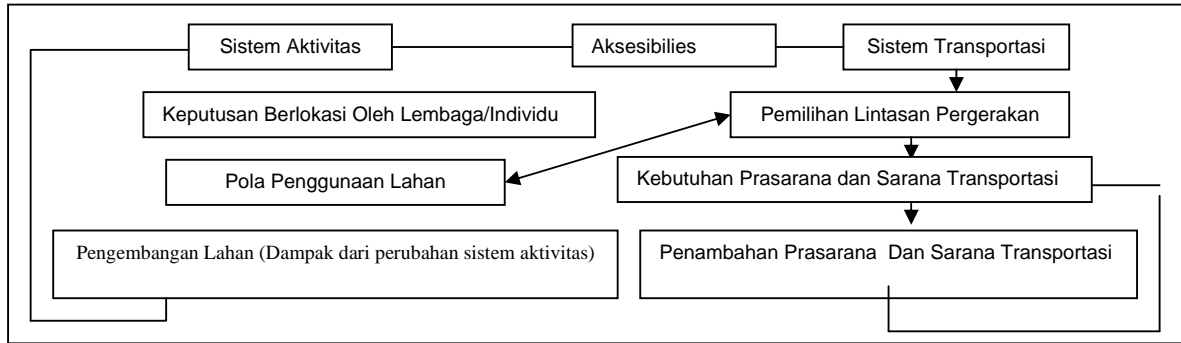 Sistem Aktivitas
Aksesibilies
Sistem Transportasi
Keputusan Berlokasi Oleh Lembaga/Individu
Pemilihan Lintasan Pergerakan
Pola Penggunaan Lahan
Kebutuhan Prasarana dan Sarana Transportasi
Pengembangan Lahan (Dampak dari perubahan sistem aktivitas)
Penambahan Prasarana Dan Sarana Transportasi